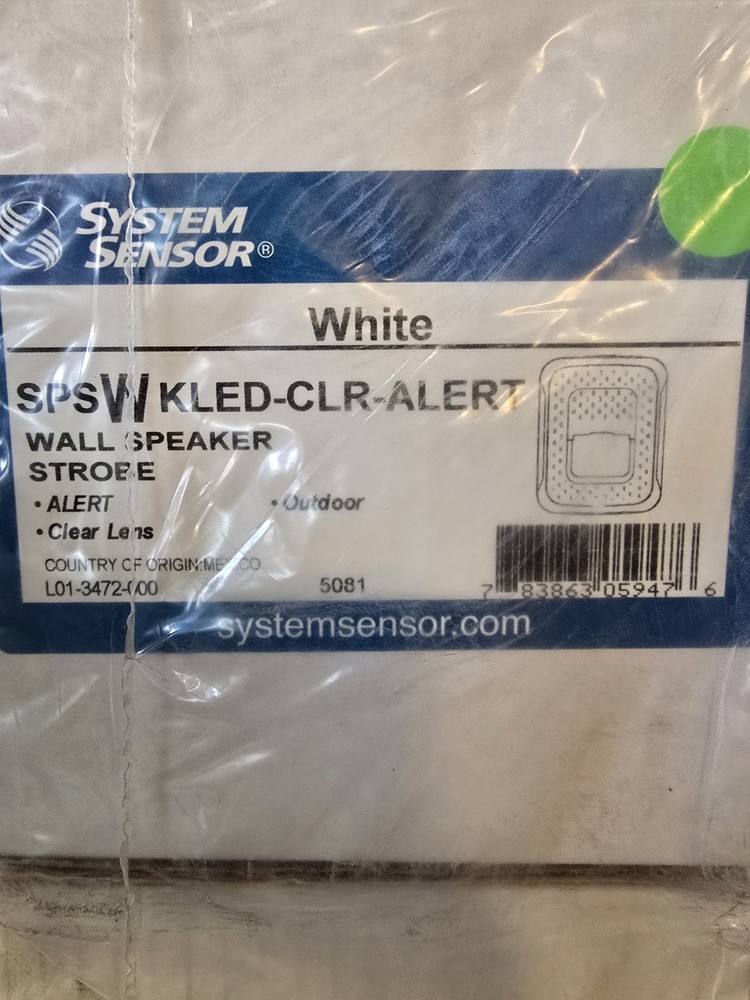 SYSTEM
SENSOR®
White
SPSWKLED-CLR-ALERT
WALL SPEAKER
STROBE
• ALERT • Outdoor
• Clear Lens
COUNTRY OF ORIGIN:MEXICO
L01-3472-000 5081
7 83863 05947 6
systemsensor.com